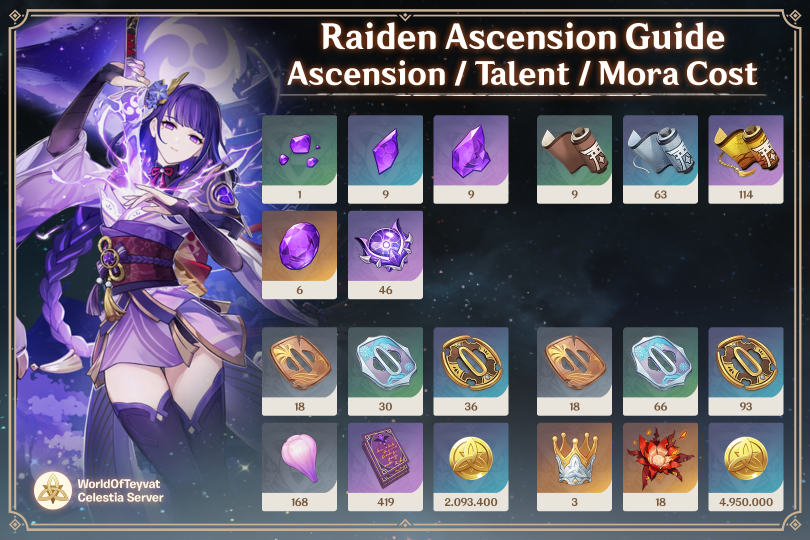 Raiden Ascension Guide
Ascension / Talent / Mora Cost
1 9 9 9 63 114
6 46
18 30 36 18 66 93
168 419 2.093.400 3 18 4.950.000
WorldOfTeyvat
Celestia Server